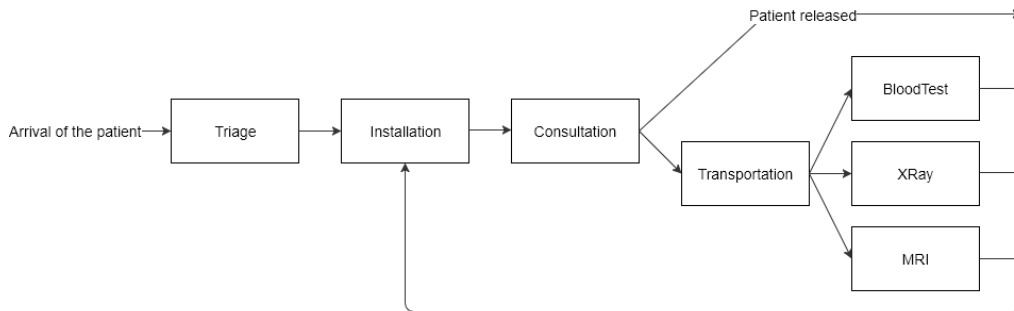 Patient released
BloodTest
Arrival of the patient
Triage
Installation
Consultation
Transportation
XRay
MRI